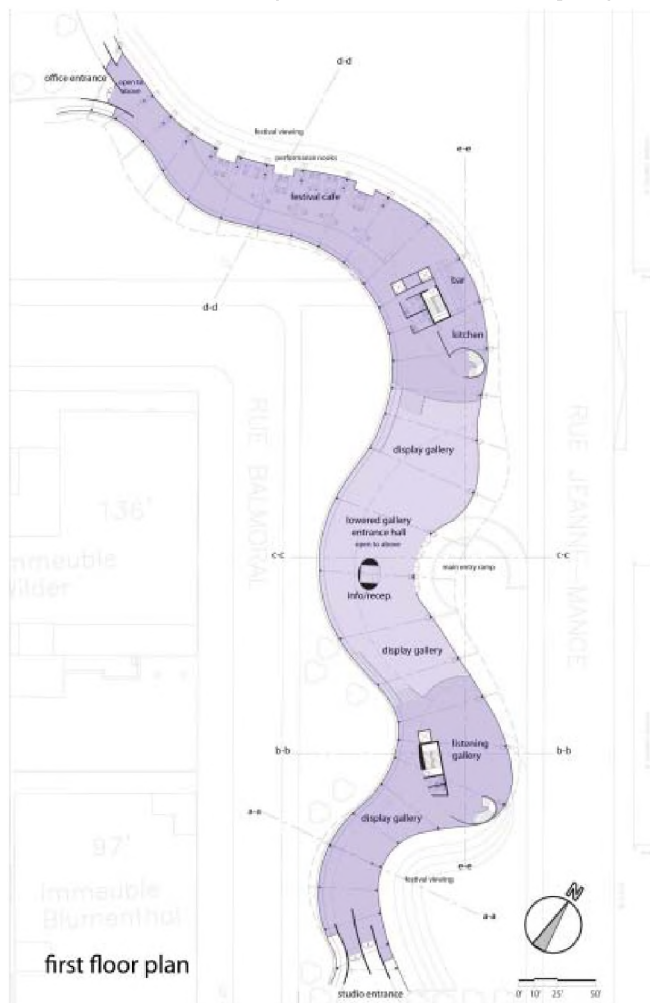 d-d
office entrance
open to
above
festival viewing
performance nooks
e-e
festival cafe
bar
d-d
kitchen
RUE BALMORAL
RUE JEANNE-MANCE
display gallery
136'
lowered gallery
entrance hall
open to above
mmeuble
Wilder
c-c
c-c
main entry ramp
info/recep.
display gallery
b-b
listening
gallery
b-b
a-a
display gallery
97'
e-e
Immeuble
Blumenthal
festival viewing
a-a
N
first floor plan
0' 10' 25' 50'
studio entrance